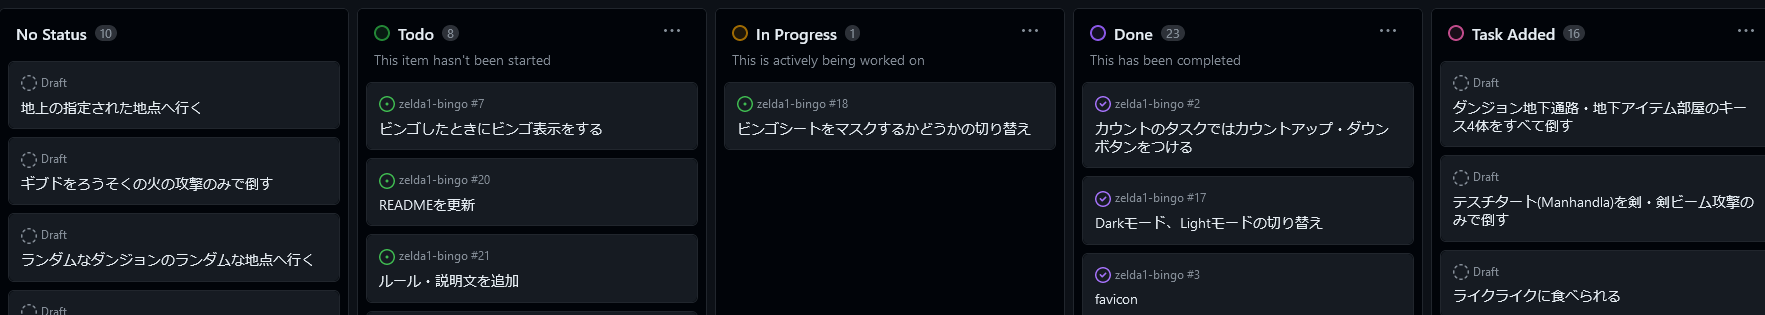 No Status 10
Draft
地上の指定された地点へ行く
Draft
ギブドをろうそくの火の攻撃のみで倒す
Draft
ランダムなダンジョンのランダムな地点へ行く
Draft
Todo 8
This item hasn't been started
zelda1-bingo #7
ビンゴしたときにビンゴ表示をする
zelda1-bingo #20
READMEを更新
zelda1-bingo #21
ルール・説明文を追加
In Progress 1
This is actively being worked on
zelda1-bingo #18
ビンゴシートをマスクするかどうかの切り替え
Done 23
This has been completed
zelda1-bingo #2
カウントのタスクではカウントアップ・ダウン
ボタンをつける
zelda1-bingo #17
Darkモード、Lightモードの切り替え
zelda1-bingo #3
favicon
Task Added 16
Draft
ダンジョン地下通路・地下アイテム部屋のキー
ス4体をすべて倒す
Draft
テスチタート(Manhandla)を剣・剣ビーム攻撃の
みで倒す
Draft
ライクライクに食べられる